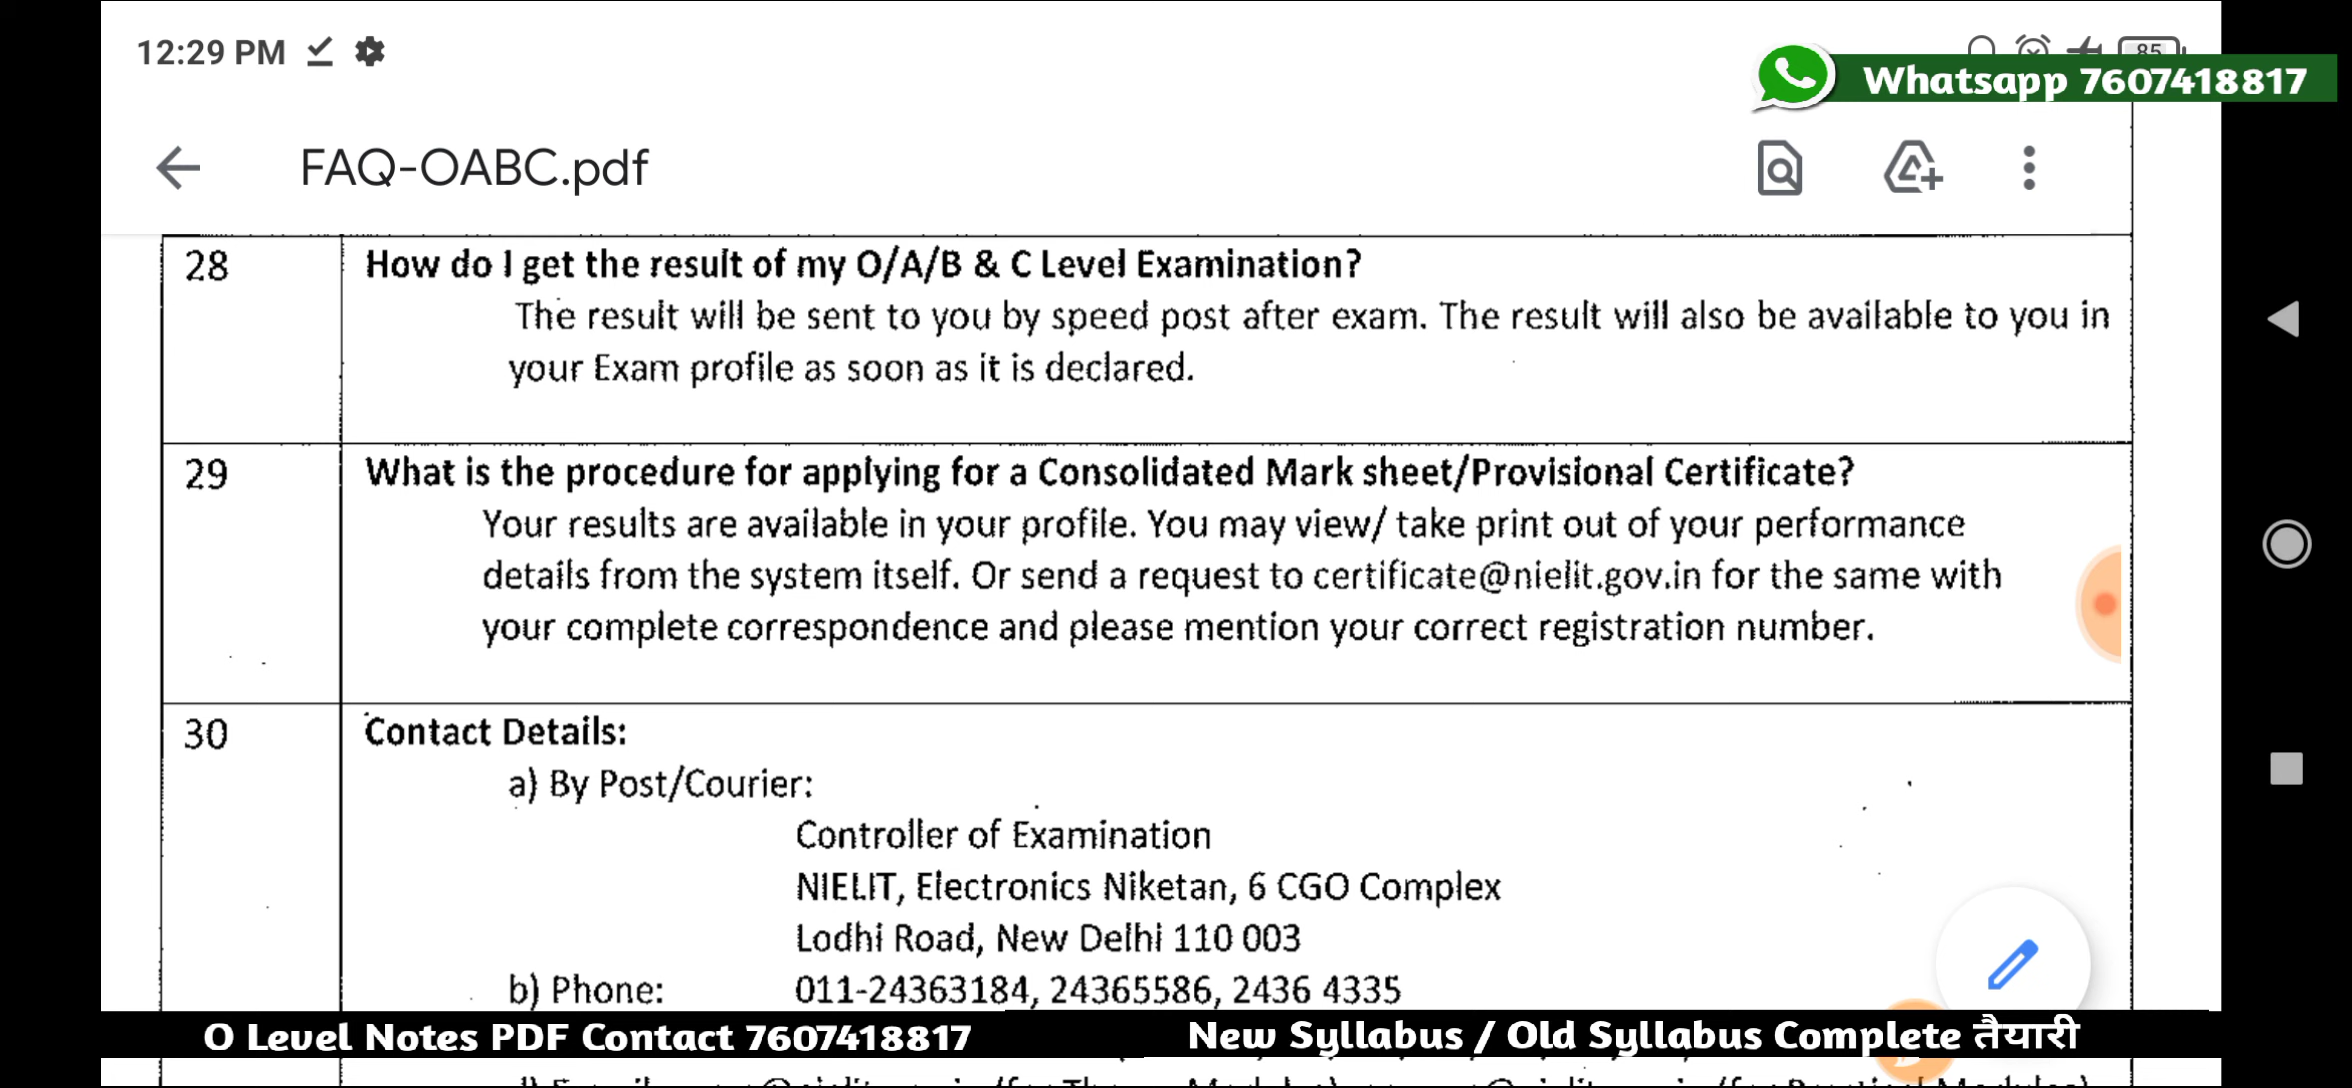 12:29 PM
85
Whatsapp 7607418817
FAQ-OABC.pdf
28
How do I get the result of my O/A/B & C Level Examination?
The result will be sent to you by speed post after exam. The result will also be available to you in
your Exam profile as soon as it is declared.
29
What is the procedure for applying for a Consolidated Mark sheet/Provisional Certificate?
Your results are available in your profile. You may view/ take print out of your performance
details from the system itself. Or send a request to certificate@nielit.gov.in for the same with
your complete correspondence and please mention your correct registration number.
30
Contact Details:
a) By Post/Courier:
Controller of Examination
NIELIT, Electronics Niketan, 6 CGO Complex
Lodhi Road, New Delhi 110 003
b) Phone: 011-24363184, 24365586, 2436 4335
O Level Notes PDF Contact 7607418817
New Syllabus / Old Syllabus Complete तैयारी